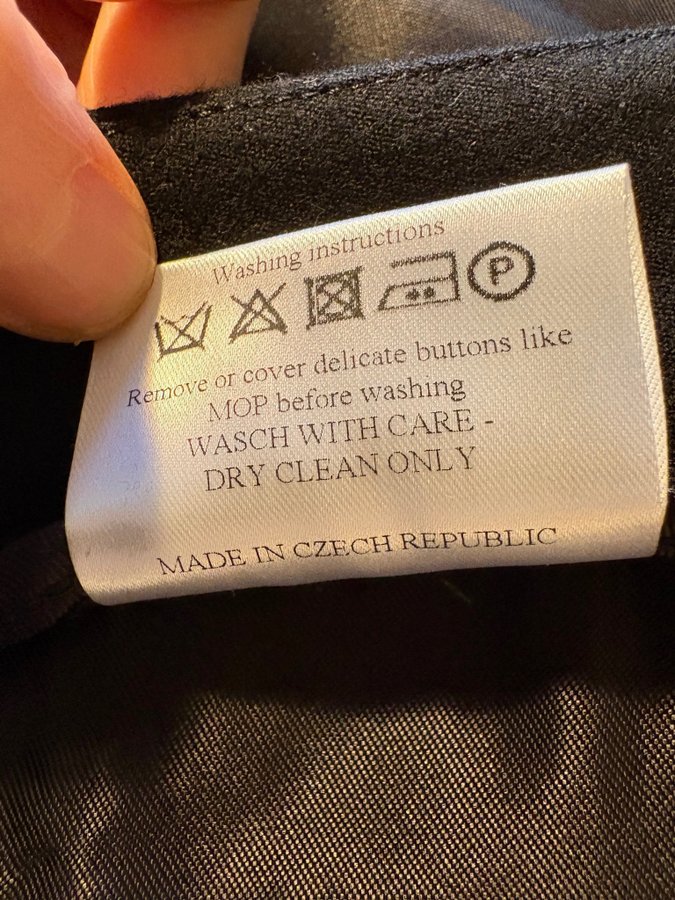 Washing instructions
P
Remove or cover delicate buttons like
MOP before washing
WASCH WITH CARE -
DRY CLEAN ONLY
MADE IN CZECH REPUBLIC